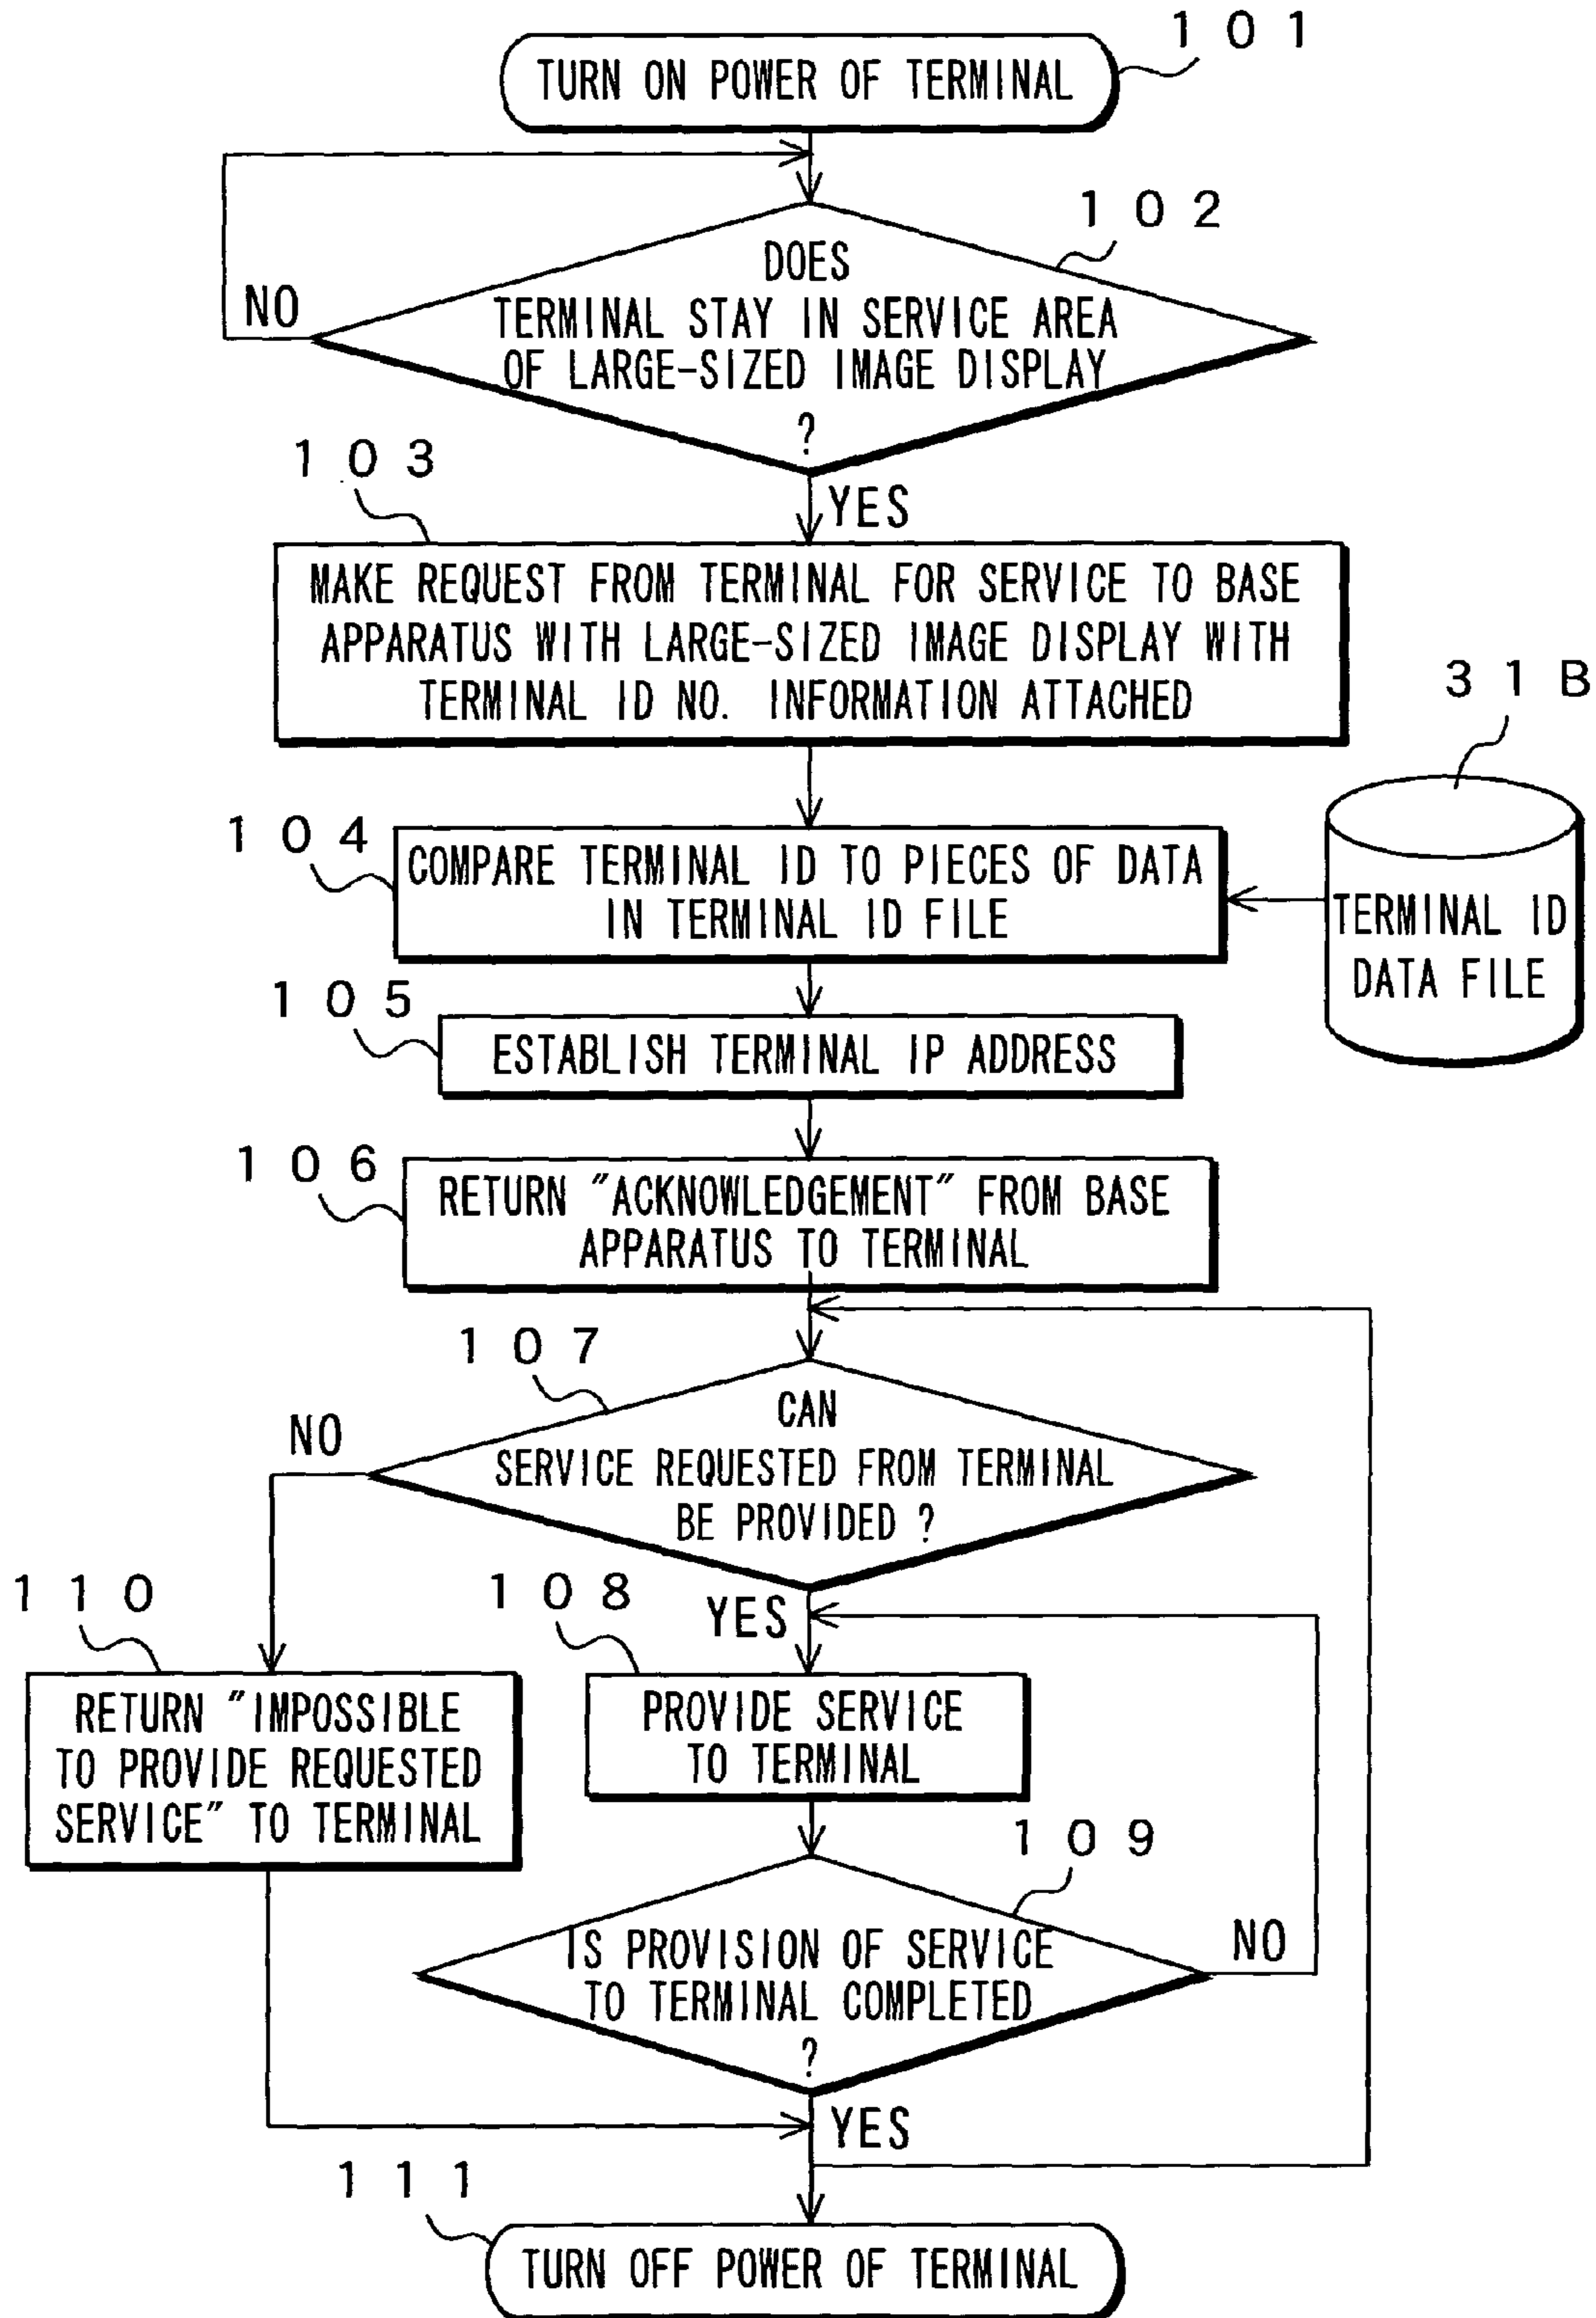 101
TURN ON POWER OF TERMINAL
102
DOES
TERMINAL STAY IN SERVICE AREA
OF LARGE-SIZED IMAGE DISPLAY
?
NO
YES
103
MAKE REQUEST FROM TERMINAL FOR SERVICE TO BASE
APPARATUS WITH LARGE-SIZED IMAGE DISPLAY WITH
TERMINAL ID NO. INFORMATION ATTACHED
31B
TERMINAL ID
DATA FILE
104
COMPARE TERMINAL ID TO PIECES OF DATA
IN TERMINAL ID FILE
105
ESTABLISH TERMINAL IP ADDRESS
106
RETURN "ACKNOWLEDGEMENT" FROM BASE
APPARATUS TO TERMINAL
107
CAN
SERVICE REQUESTED FROM TERMINAL
BE PROVIDED ?
NO
YES
110
RETURN "IMPOSSIBLE
TO PROVIDE REQUESTED
SERVICE" TO TERMINAL
108
PROVIDE SERVICE
TO TERMINAL
109
IS PROVISION OF SERVICE
TO TERMINAL COMPLETED
?
NO
YES
111
TURN OFF POWER OF TERMINAL